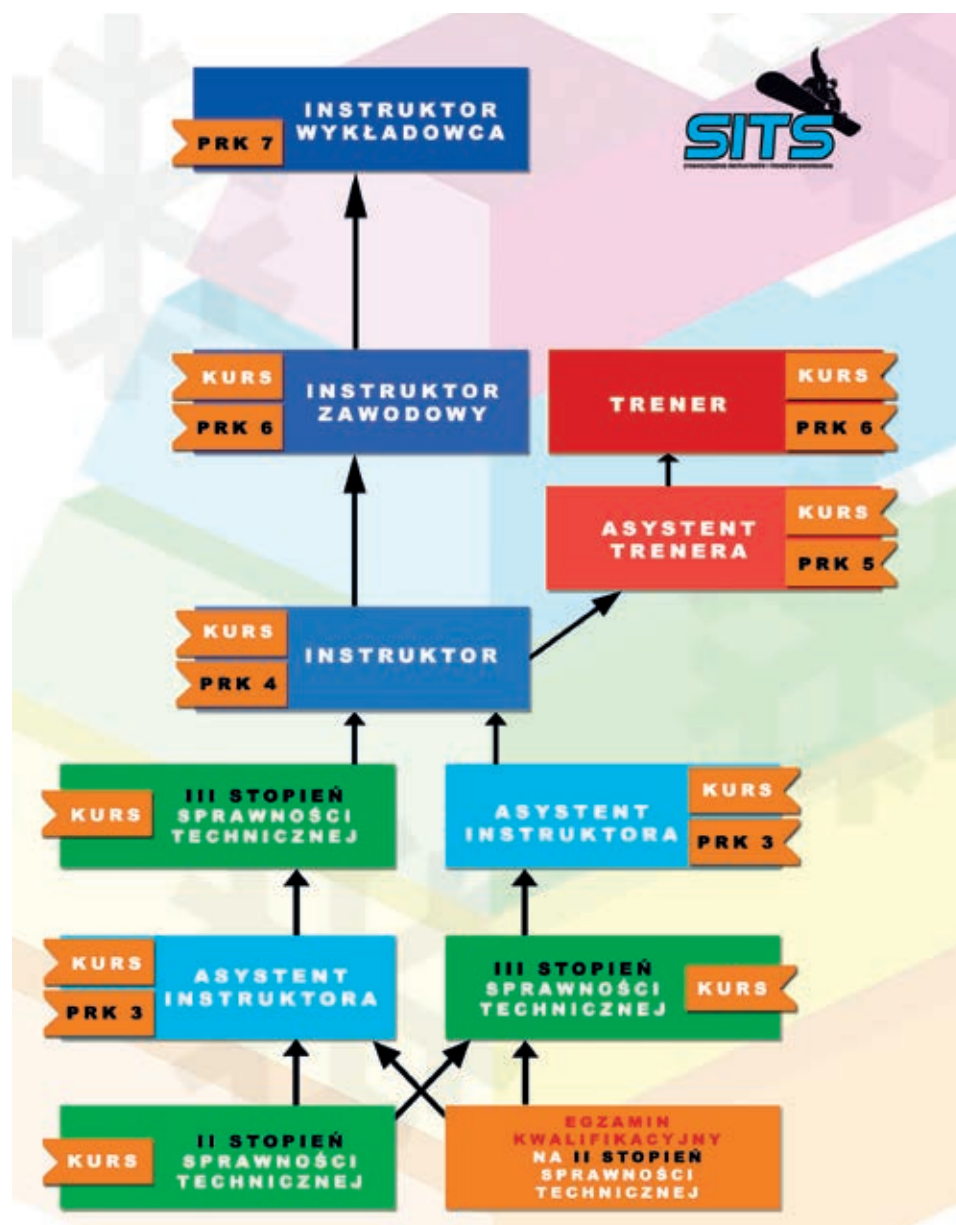 INSTRUKTOR
WYKŁADOWCA
PRK 7
SITS
KURS
PRK 6
INSTRUKTOR
ZAWODOWY
TRENER
KURS
PRK 6
ASYSTENT
TRENERA
KURS
PRK 5
KURS
PRK 4
INSTRUKTOR
KURS
III STOPIEŃ
SPRAWNOŚCI
TECHNICZNEJ
ASYSTENT
INSTRUKTORA
KURS
PRK 3
KURS
PRK 3
ASYSTENT
INSTRUKTORA
III STOPIEŃ
SPRAWNOŚCI
TECHNICZNEJ
KURS
KURS
II STOPIEŃ
SPRAWNOŚCI
TECHNICZNEJ
EGZAMIN
KWALIFIKACYJNY
NA II STOPIEŃ
SPRAWNOŚCI
TECHNICZNEJ